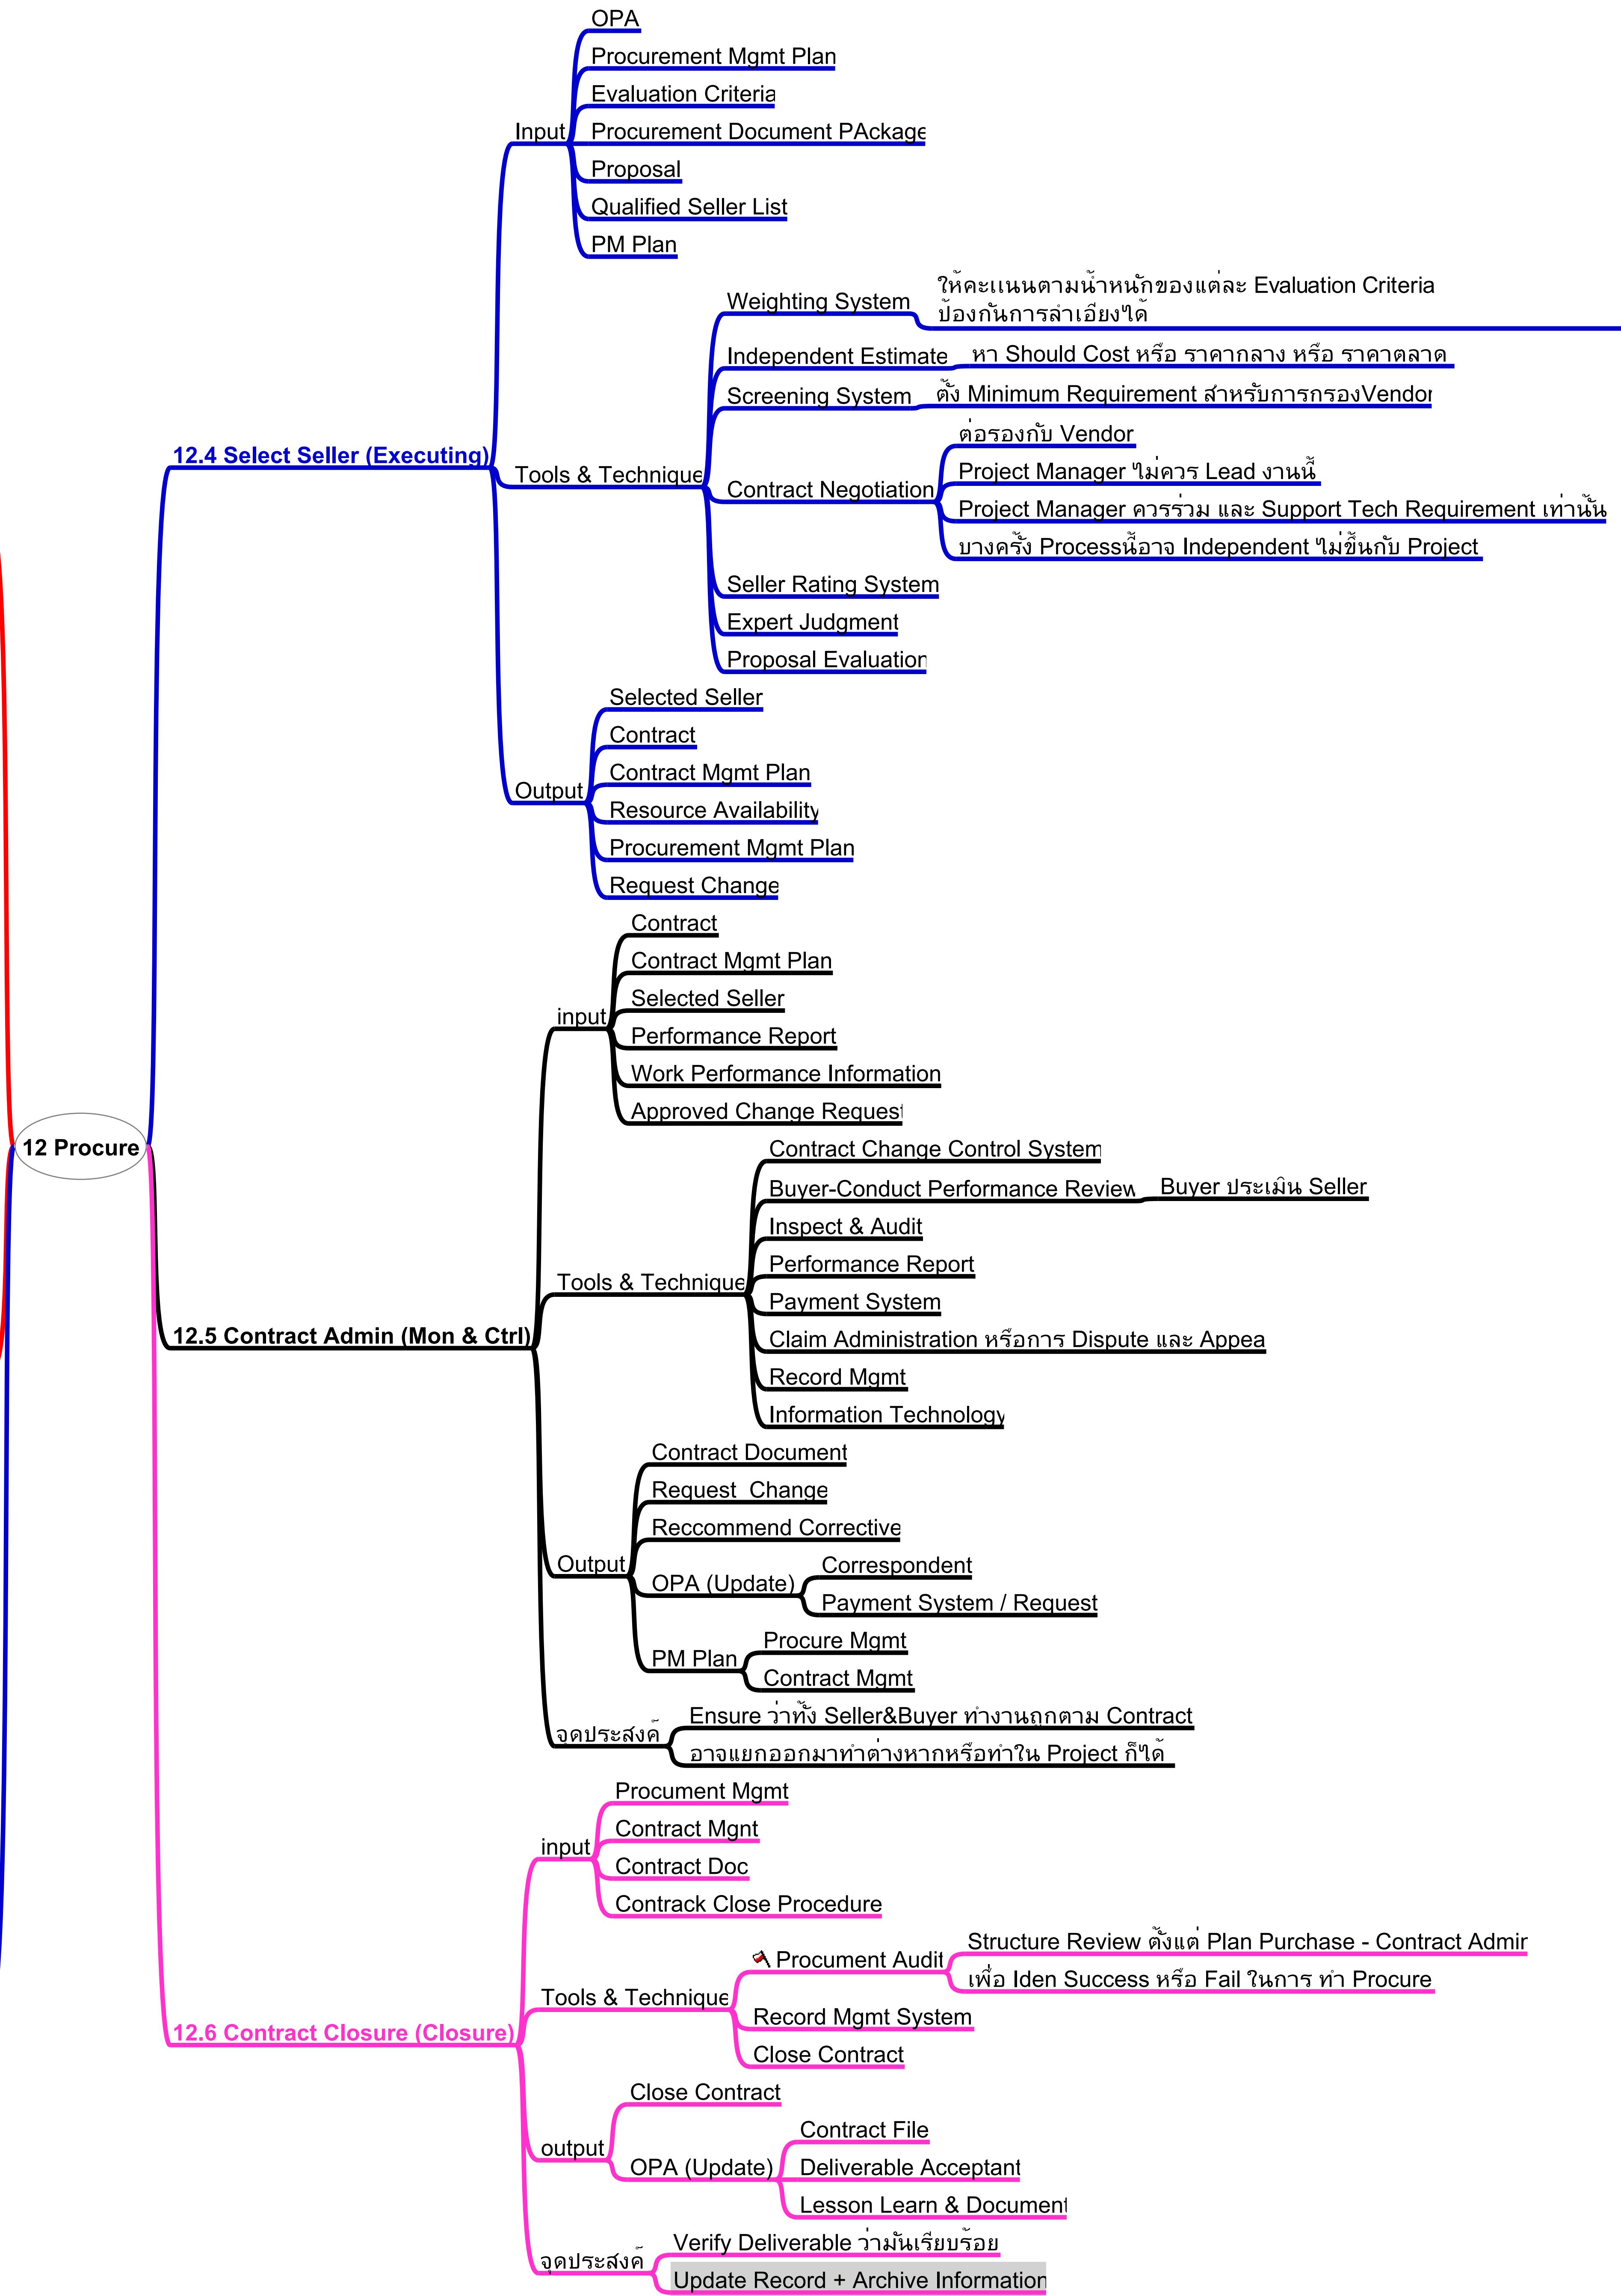 OPA
Procurement Mgmt Plan
Evaluation Criteria
Input
Procurement Document PAckage
Proposal
Qualified Seller List
PM Plan
Weighting System
ให้คะแนนตามน้ำหนักของแต่ละ Evaluation Criteria
ป้องกันการลำเอียงได้
Independent Estimate
หา Should Cost หรือ ราคากลาง หรือ ราคาตลาด
Screening System
ตั้ง Minimum Requirement สำหรับการกรองVendor
12.4 Select Seller (Executing)
Tools & Technique
Contract Negotiation
ต่อรองกับ Vendor
Project Manager ไม่ควร Lead งานนี้
Project Manager ควรร่วม และ Support Tech Requirement เท่านั้น
บางครั้ง Processนี้อาจ Independent ไม่ขึ้นกับ Project
Seller Rating System
Expert Judgment
Proposal Evaluation
Selected Seller
Contract
Contract Mgmt Plan
Output
Resource Availability
Procurement Mgmt Plan
Request Change
Contract
Contract Mgmt Plan
Selected Seller
input
Performance Report
Work Performance Information
Approved Change Request
12 Procure
Contract Change Control System
Buyer-Conduct Performance Review
Buyer ประเมิน Seller
Inspect & Audit
Performance Report
Tools & Technique
Payment System
12.5 Contract Admin (Mon & Ctrl)
Claim Administration หรือการ Dispute และ Appea
Record Mgmt
Information Technology
Contract Document
Request  Change
Reccommend Corrective
Output
OPA (Update)
Correspondent
Payment System / Request
PM Plan
Procure Mgmt
Contract Mgmt
จุดประสงค์
Ensure ว่าทั้ง Seller&Buyer ทำงานถูกตาม Contract
อาจแยกออกมาทำต่างหากหรือทำใน Project ก็ได้
Procument Mgmt
Contract Mgnt
input
Contract Doc
Contrack Close Procedure
Procument Audit
Structure Review ตั้งแต่ Plan Purchase - Contract Admin
เพื่อ Iden Success หรือ Fail ในการ ทำ Procure
Tools & Technique
Record Mgmt System
12.6 Contract Closure (Closure)
Close Contract
Close Contract
output
OPA (Update)
Contract File
Deliverable Acceptant
Lesson Learn & Document
จุดประสงค์
Verify Deliverable ว่ามันเรียบร้อย
Update Record + Archive Information